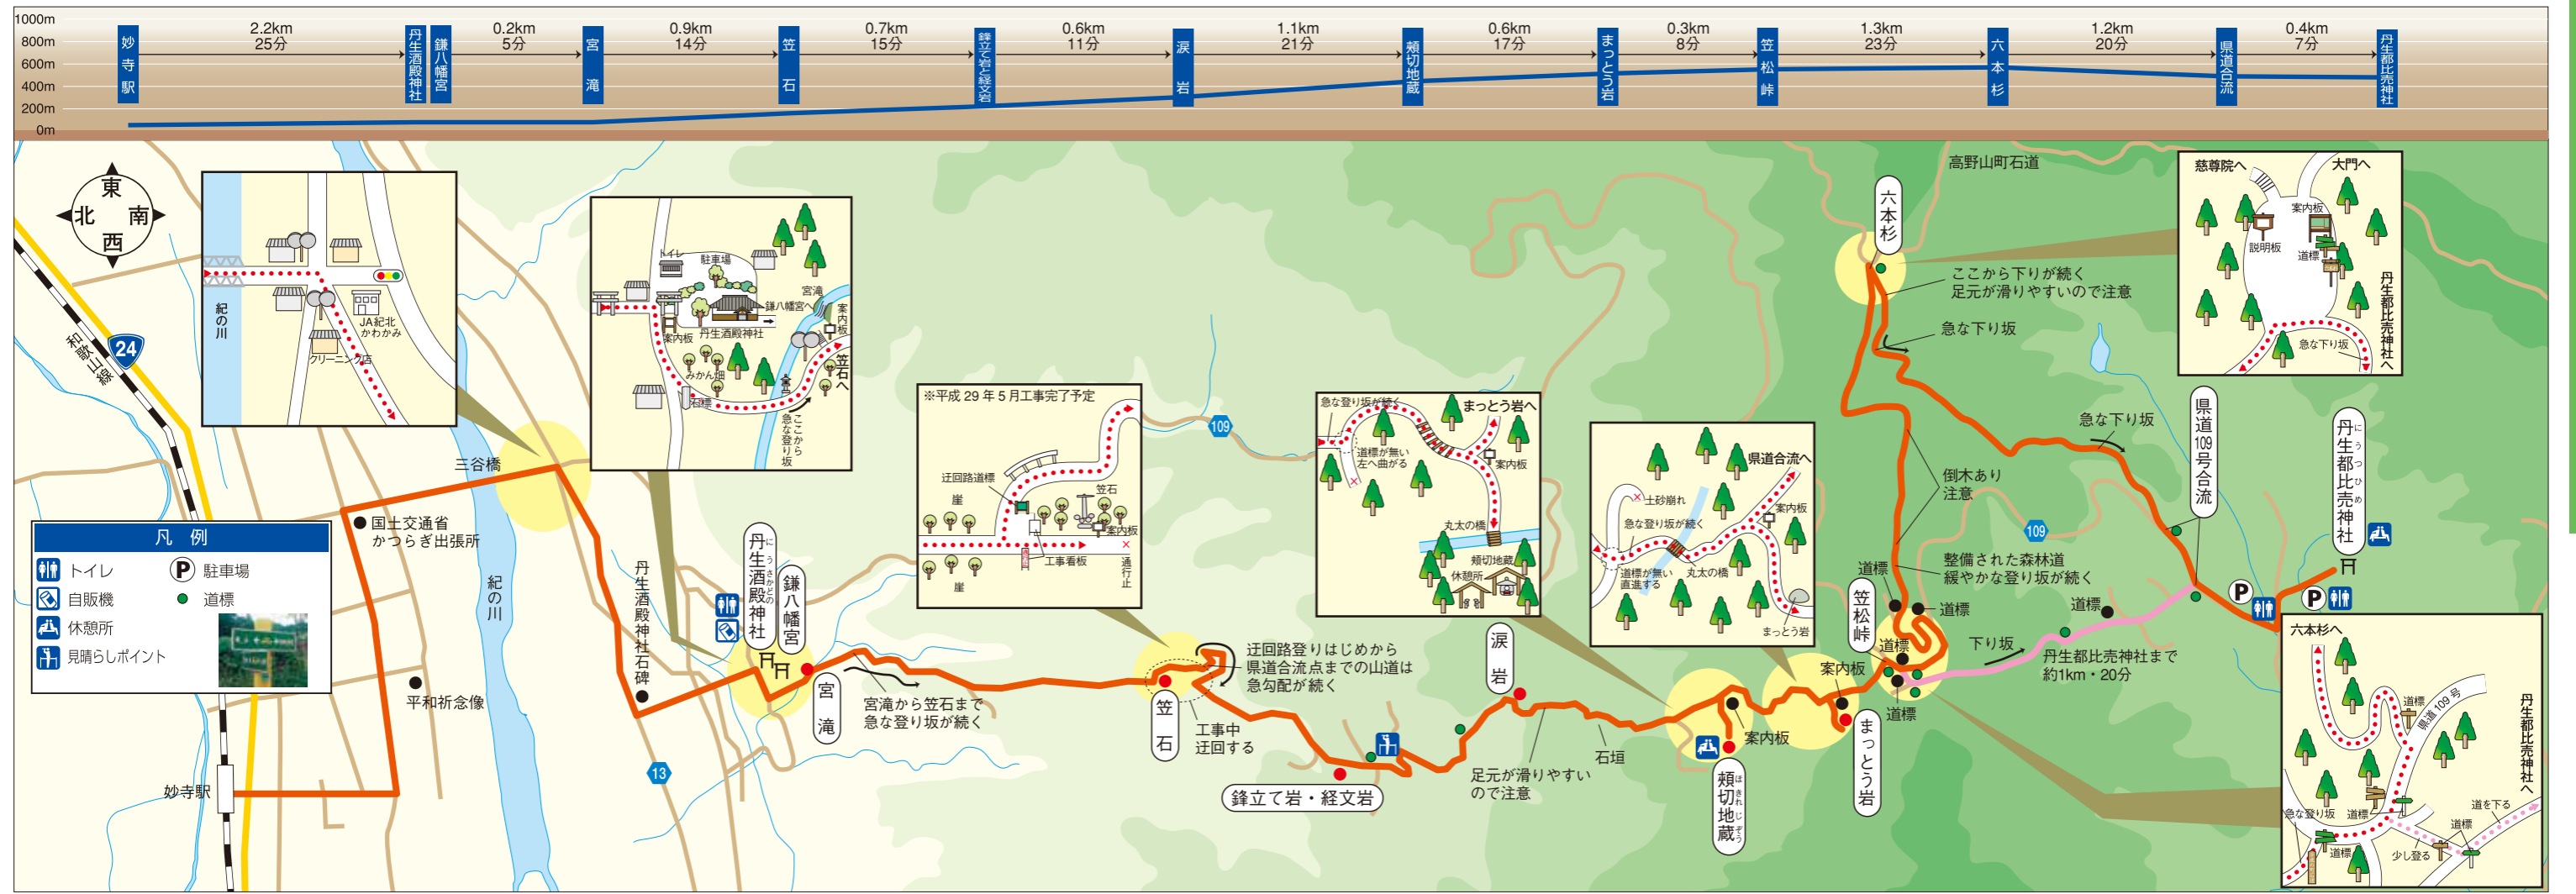 1000m
800m
600m
400m
200m
0m
妙寺駅
2.2km
25分
丹生酒殿神社
鎌八幡宮
0.2km
5分
宮滝
0.9km
14分
笠石
0.7km
15分
鋒立て岩と経文岩
0.6km
11分
涙岩
1.1km
21分
頬切地蔵
0.6km
17分
まっとう岩
0.3km
8分
笠松峠
1.3km
23分
六本杉
1.2km
20分
県道合流
0.4km
7分
丹生都比売神社
東
北 南
西
和歌山線
24
紀の川
JA紀北
かわかみ
クリーニング店
三谷橋
国土交通省
かつらぎ出張所
凡 例
トイレ
駐車場
自販機
道標
休憩所
見晴らしポイント
平和祈念像
妙寺駅
紀の川
丹生酒殿神社石碑
13
トイレ
駐車場
宮滝
鎌八幡宮へ
案内板
丹生酒殿神社
案内板
みかん畑
石標
笠石へ
ここから
急な登り坂
丹生酒殿神社
にうさかどの
鎌八幡宮
宮滝
宮滝から笠石まで
急な登り坂が続く
※平成29年5月工事完了予定
迂回路道標
崖
笠石
案内板
工事看板
崖
通行止
109
笠石
迂回路登りはじめから
県道合流点までの山道は
急勾配が続く
工事中
迂回する
鋒立て岩・経文岩
急な登り坂が続く
まっとう岩へ
道標が無い
左へ曲がる
案内板
丸太の橋
頬切地蔵
休憩所
涙岩
足元が滑りやすい
ので注意
石垣
案内板
頬切地蔵
ほきれじぞう
県道合流へ
土砂崩れ
急な登り坂が続く
案内板
道標が無い
直進する
丸太の橋
まっとう岩
案内板
まっとう岩
笠松峠
道標
道標
道標
道標
高野山町石道
六本杉
ここから下りが続く
足元が滑りやすいので注意
急な下り坂
急な下り坂
倒木あり
注意
整備された森林道
緩やかな登り坂が続く
109
下り坂
道標
丹生都比売神社まで
約1km・20分
県道109号合流
丹生都比売神社
にうつひめ
慈尊院へ
大門へ
案内板
説明板
道標
丹生都比売神社へ
急な下り坂
六本杉へ
道標
県道109号
丹生都比売神社へ
急な登り坂
道標
道標
道を下る
道標
少し登る